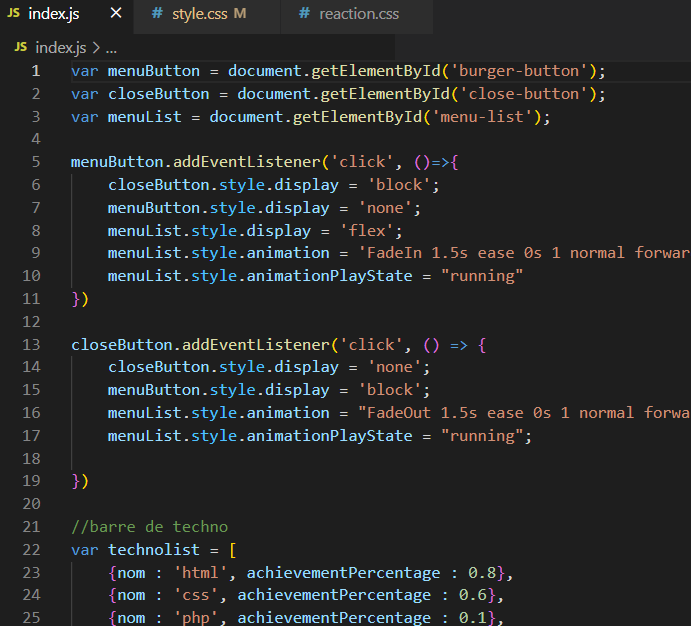 JS index.js × # style.css M # reaction.css
JS index.js > ...
1 var menuButton = document.getElementById('burger-button');
2 var closeButton = document.getElementById('close-button');
3 var menuList = document.getElementById('menu-list');
4
5 menuButton.addEventListener('click', ()=>{
6 closeButton.style.display = 'block';
7 menuButton.style.display = 'none';
8 menuList.style.display = 'flex';
9 menuList.style.animation = 'FadeIn 1.5s ease 0s 1 normal forwar
10 menuList.style.animationPlayState = "running"
11 })
12
13 closeButton.addEventListener('click', () => {
14 closeButton.style.display = 'none';
15 menuButton.style.display = 'block';
16 menuList.style.animation = "FadeOut 1.5s ease 0s 1 normal forwa
17 menuList.style.animationPlayState = "running";
18
19 })
20
21 //barre de techno
22 var technolist = [
23 {nom : 'html', achievementPercentage : 0.8},
24 {nom : 'css', achievementPercentage : 0.6},
25 {nom : 'php', achievementPercentage : 0.1},